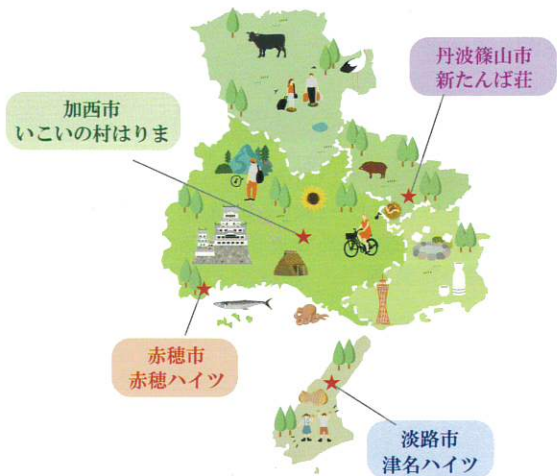 丹波篠山市
新たんば荘
加西市
いこいの村はりま
赤穂市
赤穂ハイツ
淡路市
津名ハイツ